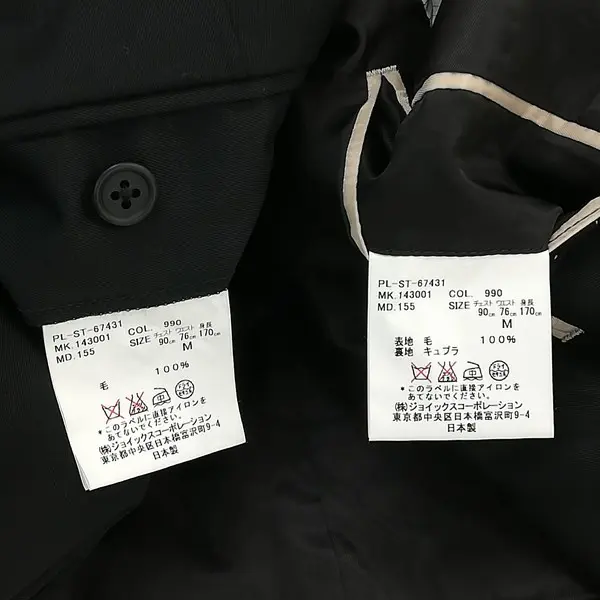 PL-ST-67431
MK.143001 COL. 990
MD.155 SIZE チェスト ウエスト 身長
90cm 76cm 170cm
M
毛 100%
ドライ
*このラベルに直接アイロンを
あてないでください。
(株)ジョイックスコーポレーション
東京都中央区日本橋富沢町9-4
日本製
PL-ST-67431
MK.143001 COL. 990
MD.155 SIZE チェスト ウエスト 身長
90cm 76cm 170cm
M
表地 毛 100%
裏地 キュプラ
ドライ
*このラベルに直接アイロンを
あてないでください。
(株)ジョイックスコーポレーション
東京都中央区日本橋富沢町9-4
日本製